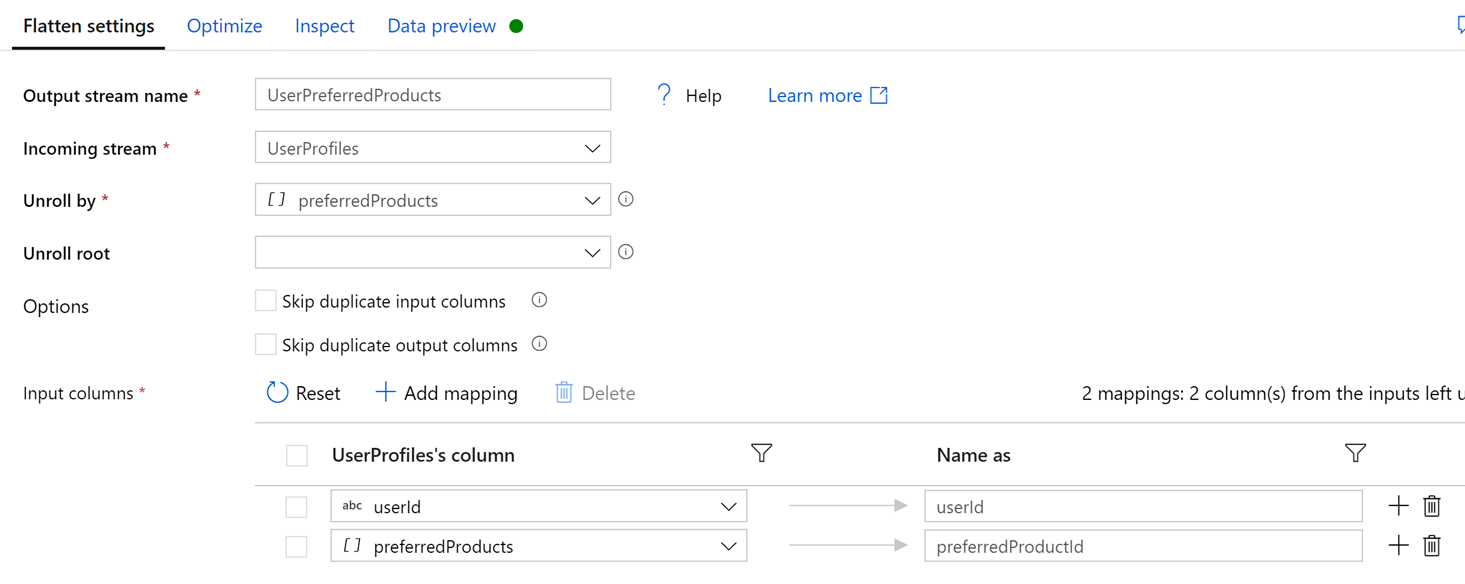 Flatten settings Optimize Inspect Data preview
Output stream name * UserPreferredProducts ? Help Learn more
Incoming stream * UserProfiles
Unroll by * [ ] preferredProducts
Unroll root
Options Skip duplicate input columns
Skip duplicate output columns
Input columns * Reset + Add mapping Delete 2 mappings: 2 column(s) from the inputs left u
UserProfiles's column Name as
abc userId userId
[ ] preferredProducts preferredProductId